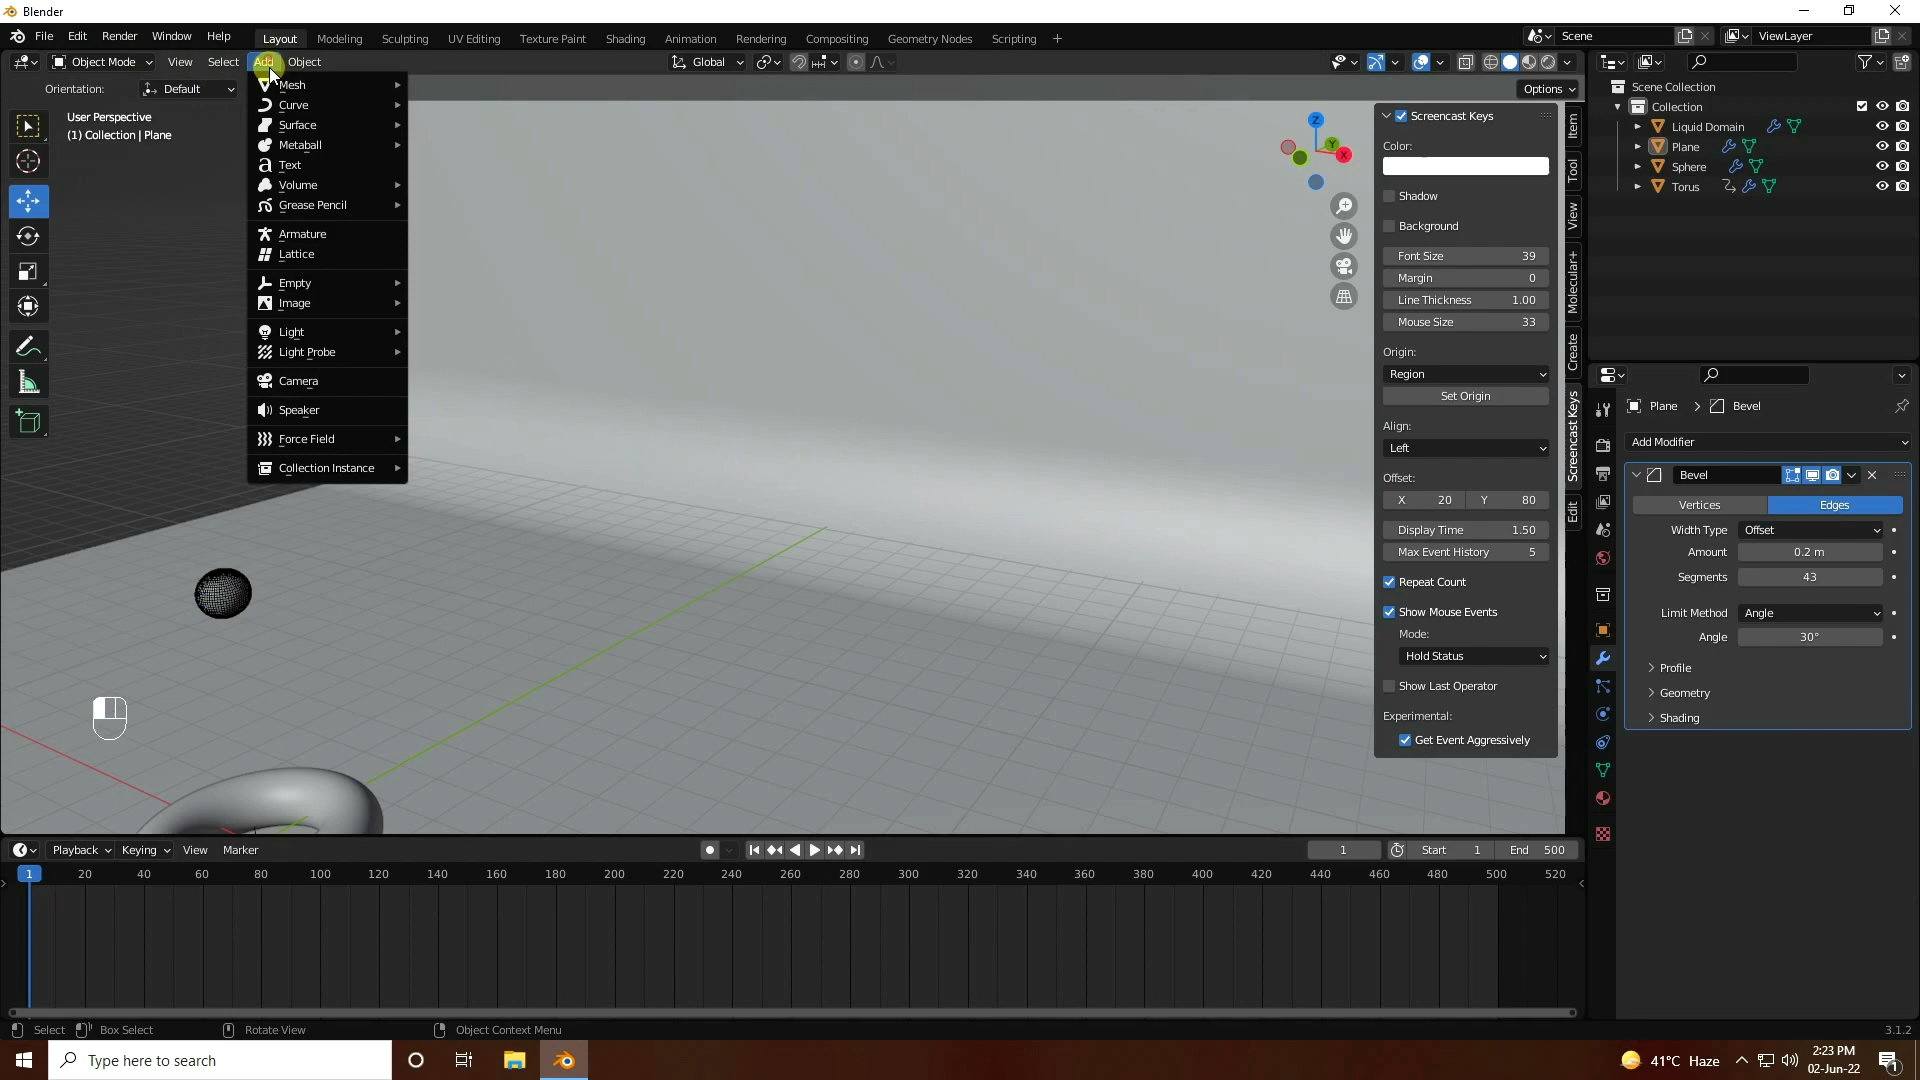 Blender
File Edit Render Window Help Layout Modeling Sculpting UV Editing Texture Paint Shading Animation Rendering Compositing Geometry Nodes Scripting + Scene ViewLayer
Object Mode View Select Add Object Global
Orientation: Default Options
User Perspective
(1) Collection | Plane
Mesh
Curve
Surface
Metaball
Text
Volume
Grease Pencil
Armature
Lattice
Empty
Image
Light
Light Probe
Camera
Speaker
Force Field
Collection Instance
Z
Y
X
Screencast Keys
Color:
Shadow
Background
Font Size 39
Margin 0
Line Thickness 1.00
Mouse Size 33
Origin:
Region
Set Origin
Align:
Left
Offset:
X 20 Y 80
Display Time 1.50
Max Event History 5
Repeat Count
Show Mouse Events
Mode:
Hold Status
Show Last Operator
Experimental:
Get Event Aggressively
Item
Tool
View
Molecular+
Create
Screencast Keys
Edit
Scene Collection
Collection
Liquid Domain
Plane
Sphere
Torus
Plane > Bevel
Add Modifier
Bevel
Vertices Edges
Width Type Offset
Amount 0.2 m
Segments 43
Limit Method Angle
Angle 30°
Profile
Geometry
Shading
Playback Keying View Marker 1 Start 1 End 500
1 20 40 60 80 100 120 140 160 180 200 220 240 260 280 300 320 340 360 380 400 420 440 460 480 500 520
Select Box Select Rotate View Object Context Menu 3.1.2
Type here to search 41°C Haze 2:23 PM
02-Jun-22
1